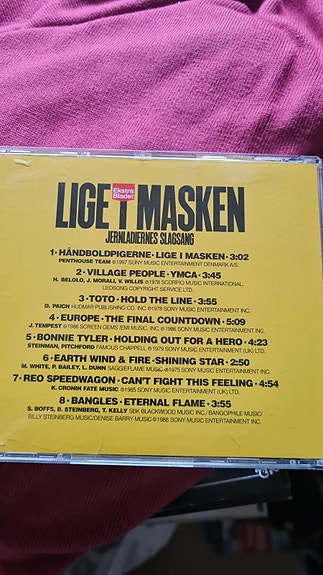 LIGE I MASKEN
Ekstra
Bladet
JERNLADIERNES SLAGSANG
1 · HÅNDBOLDPIGERNE · LIGE I MASKEN · 3:02
PENTHOUSE TEAM ℗1997 SONY MUSIC ENTERTAINMENT DENMARK A/S.
2 · VILLAGE PEOPLE · YMCA · 3:45
H. BELOLO, J. MORALI, V. WILLIS ℗1978 SCORPIO MUSIC INTERNATIONAL.
LEOSONG COPYRIGHT SERVICE LTD.
3 · TOTO · HOLD THE LINE · 3:55
D. PAICH HUDMAR PUBLISHING CO. INC. ℗1978 SONY MUSIC ENTERTAINMENT INC.
4 · EUROPE · THE FINAL COUNTDOWN · 5:09
J. TEMPEST ℗1986 SCREEN GEMS /EMI MUSIC. INC. ℗1986 SONY MUSIC ENTERTAINMENT INC.
5 · BONNIE TYLER · HOLDING OUT FOR A HERO · 4:23
STEINMAN, PITCHFORD FAMOUS CHAPPELL ℗1979 SONY MUSIC ENTERTAINMENT (UK) LTD.
6 · EARTH WIND & FIRE · SHINING STAR · 2:50
M. WHITE, P. BAILEY, L. DUNN SAGGIEFLAME MUSIC ℗1975 SONY MUSIC ENTERTAINMENT INC.
7 · REO SPEEDWAGON · CAN'T FIGHT THIS FEELING · 4:54
K. CRONIN FATE MUSIC ℗1985 SONY MUSIC ENTERTAINMENT (UK) LTD.
8 · BANGLES · ETERNAL FLAME · 3:55
S. BOFFS, B. STEINBERG, T. KELLY SBK BLACKWOOD MUSIC INC./ BANGOPHILE MUSIC/
BILLY STEINBERG MUSIC/DENISE BARRY MUSIC ℗1988 SONY MUSIC ENTERTAINMENT INC.